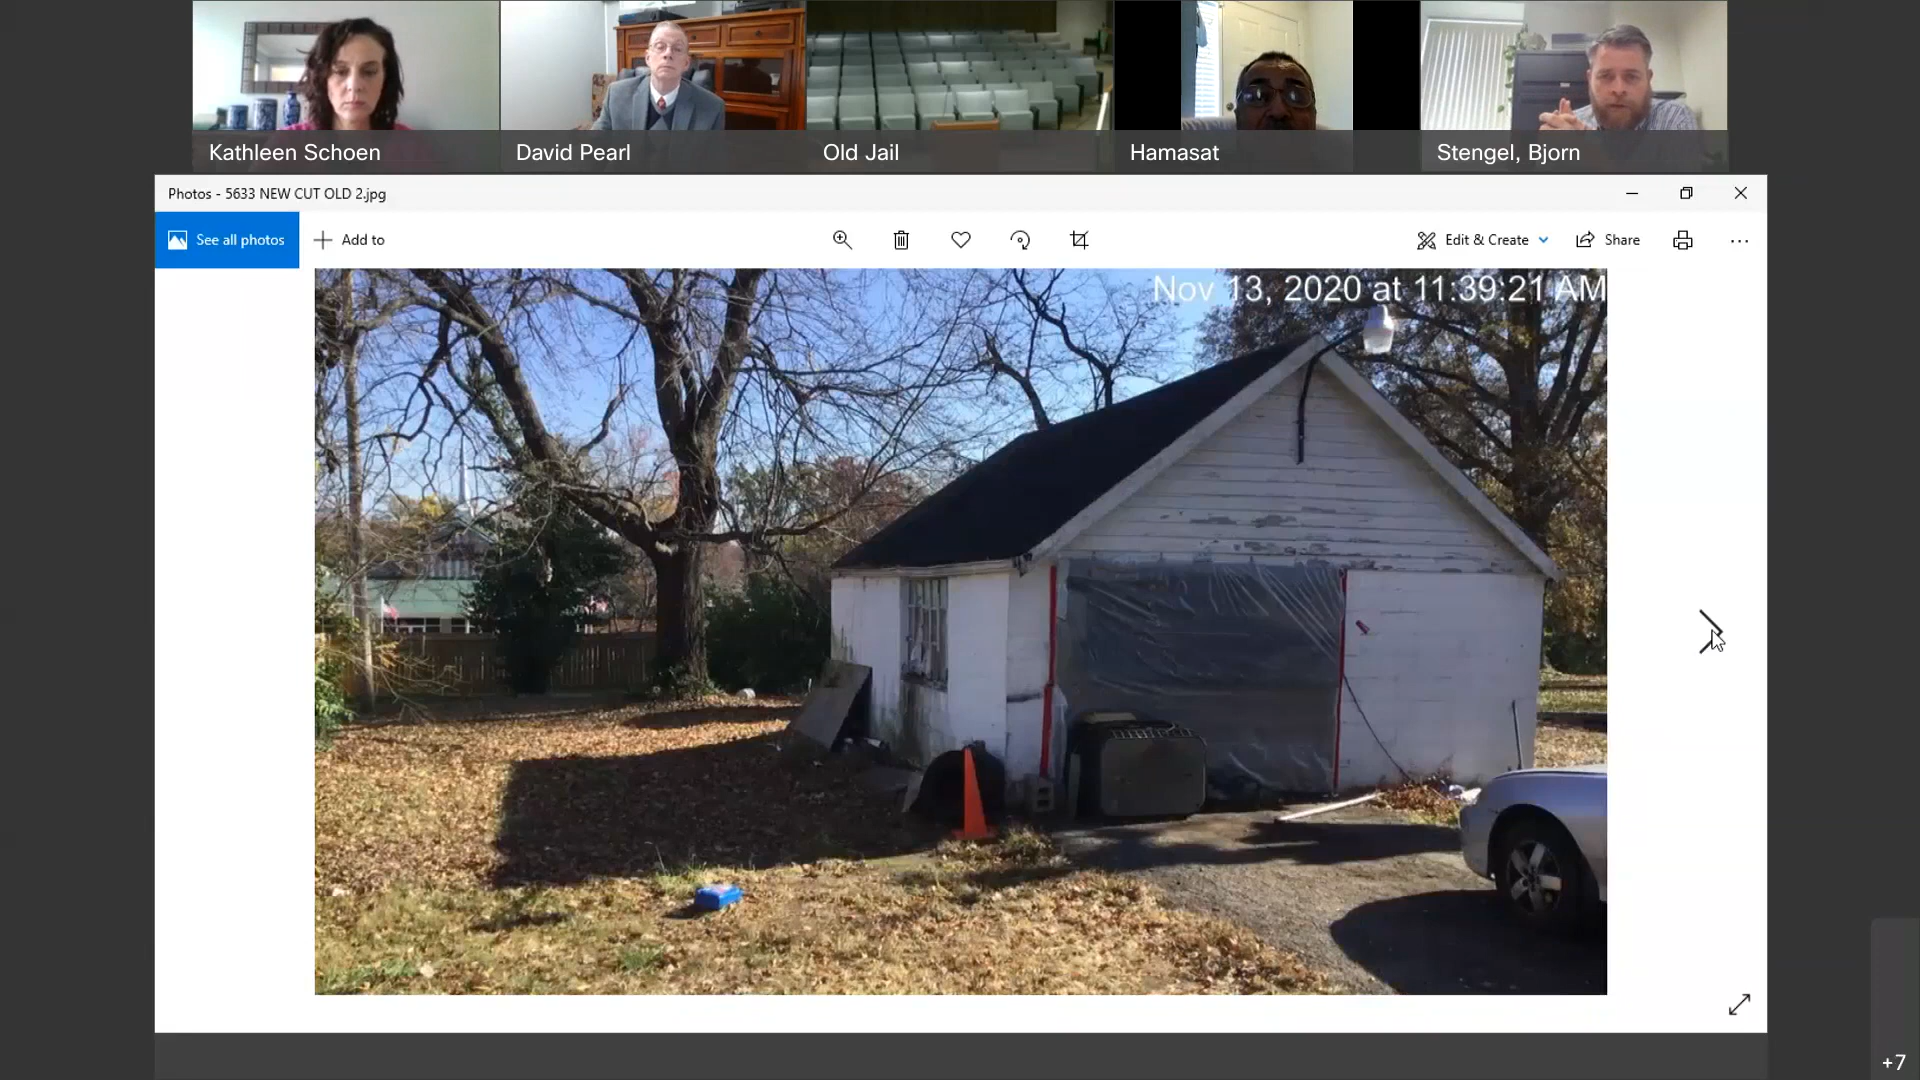 Kathleen Schoen
David Pearl
Old Jail
Hamasat
Stengel, Bjorn
Photos - 5633 NEW CUT OLD 2.jpg
See all photos
Add to
Edit & Create
Share
Nov 13, 2020 at 11:39:21 AM
+7